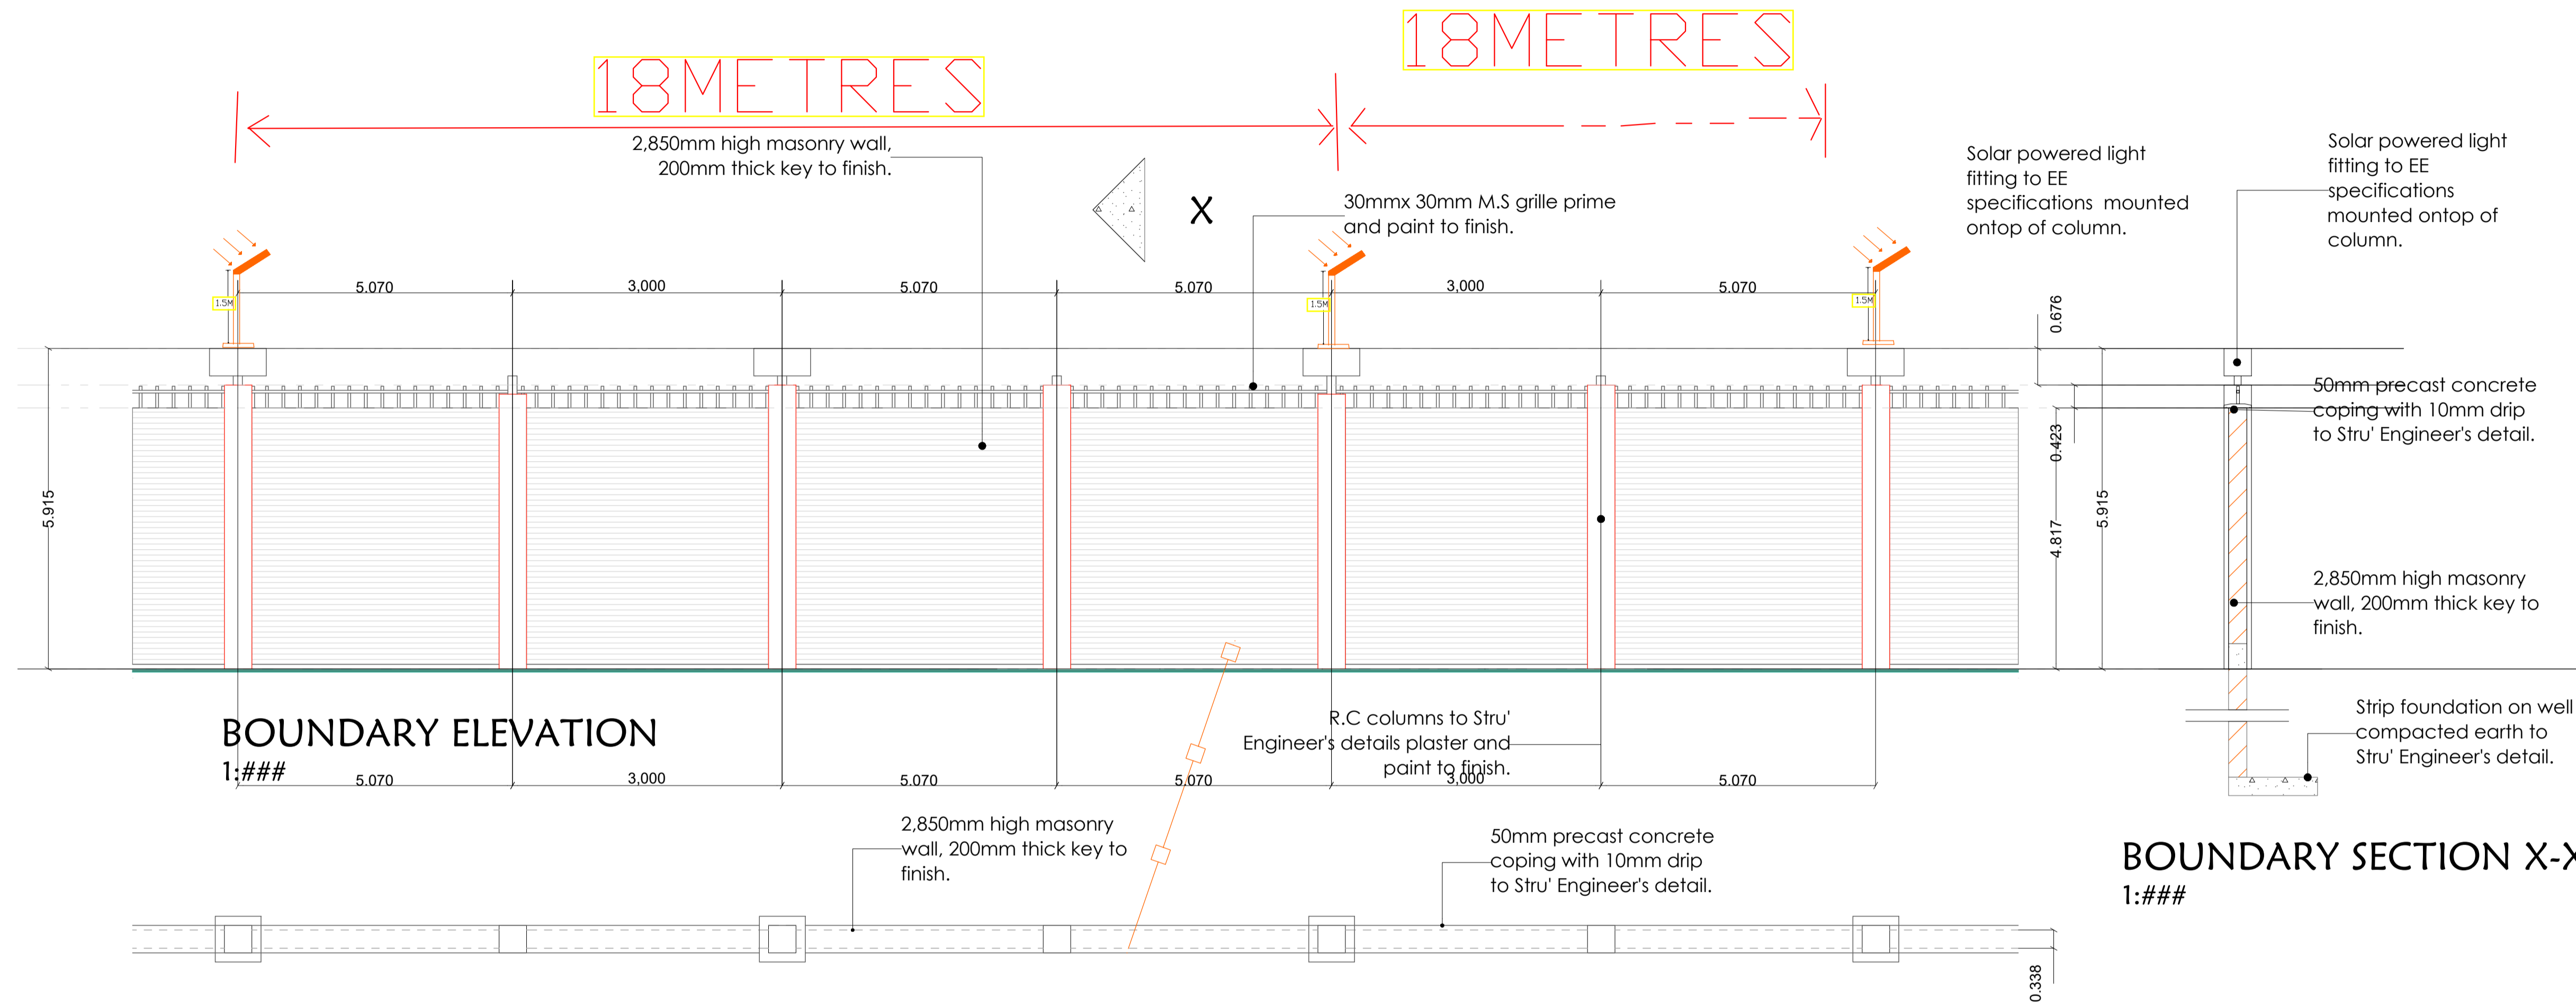 18METRES
18METRES
2,850mm high masonry wall,
200mm thick key to finish.
X
30mmx 30mm M.S grille prime
and paint to finish.
Solar powered light
fitting to EE
specifications mounted
ontop of column.
Solar powered light
fitting to EE
specifications
mounted ontop of
column.
5.070
3,000
5.070
5.070
3,000
5.070
1.5M
1.5M
1.5M
0.676
50mm precast concrete
coping with 10mm drip
to Stru' Engineer's detail.
0.423
5.915
4.817
5.915
2,850mm high masonry
wall, 200mm thick key to
finish.
BOUNDARY ELEVATION
1:###
R.C columns to Stru'
Engineer's details plaster and
paint to finish.
Strip foundation on well
compacted earth to
Stru' Engineer's detail.
5.070
3,000
5.070
5.070
3,000
5.070
2,850mm high masonry
wall, 200mm thick key to
finish.
50mm precast concrete
coping with 10mm drip
to Stru' Engineer's detail.
BOUNDARY SECTION X-X
1:###
0.338